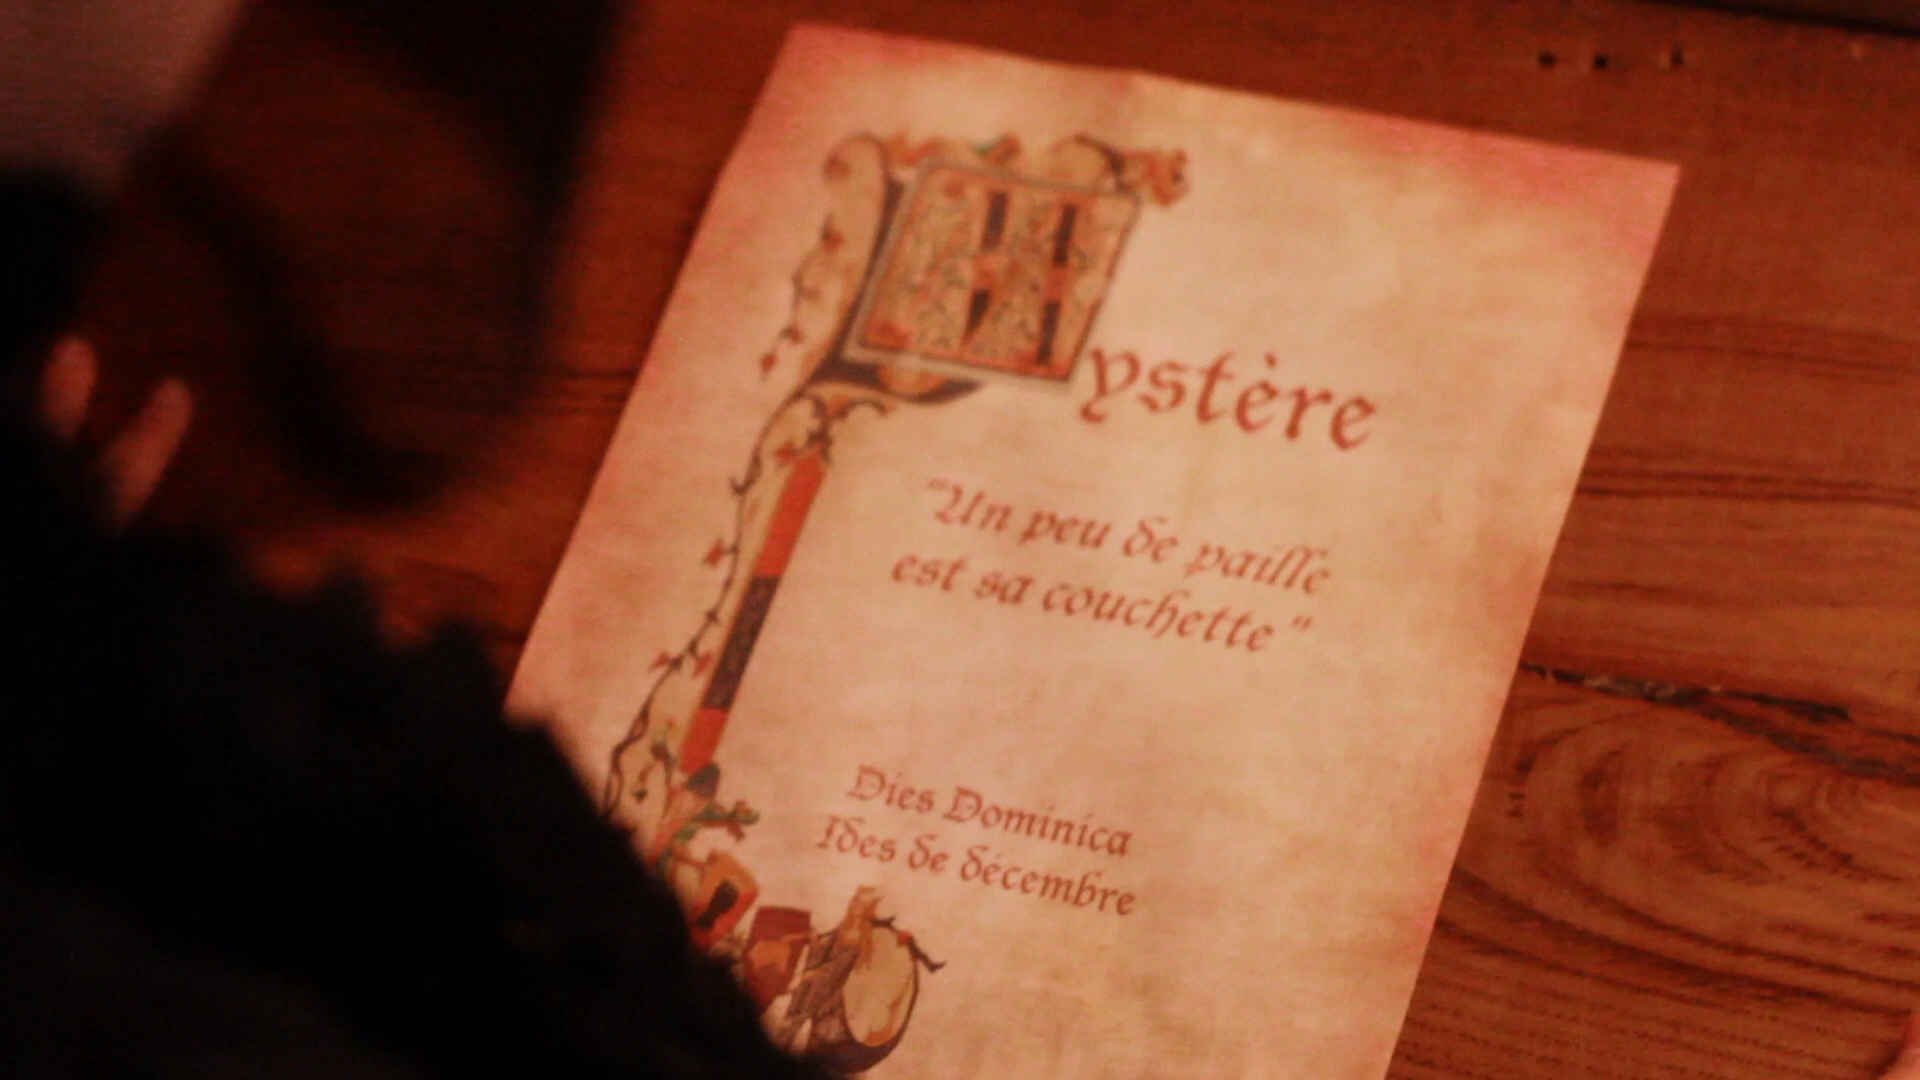 Mystère
"Un peu de paille
est sa couchette"
Dies Dominica
Ides de décembre